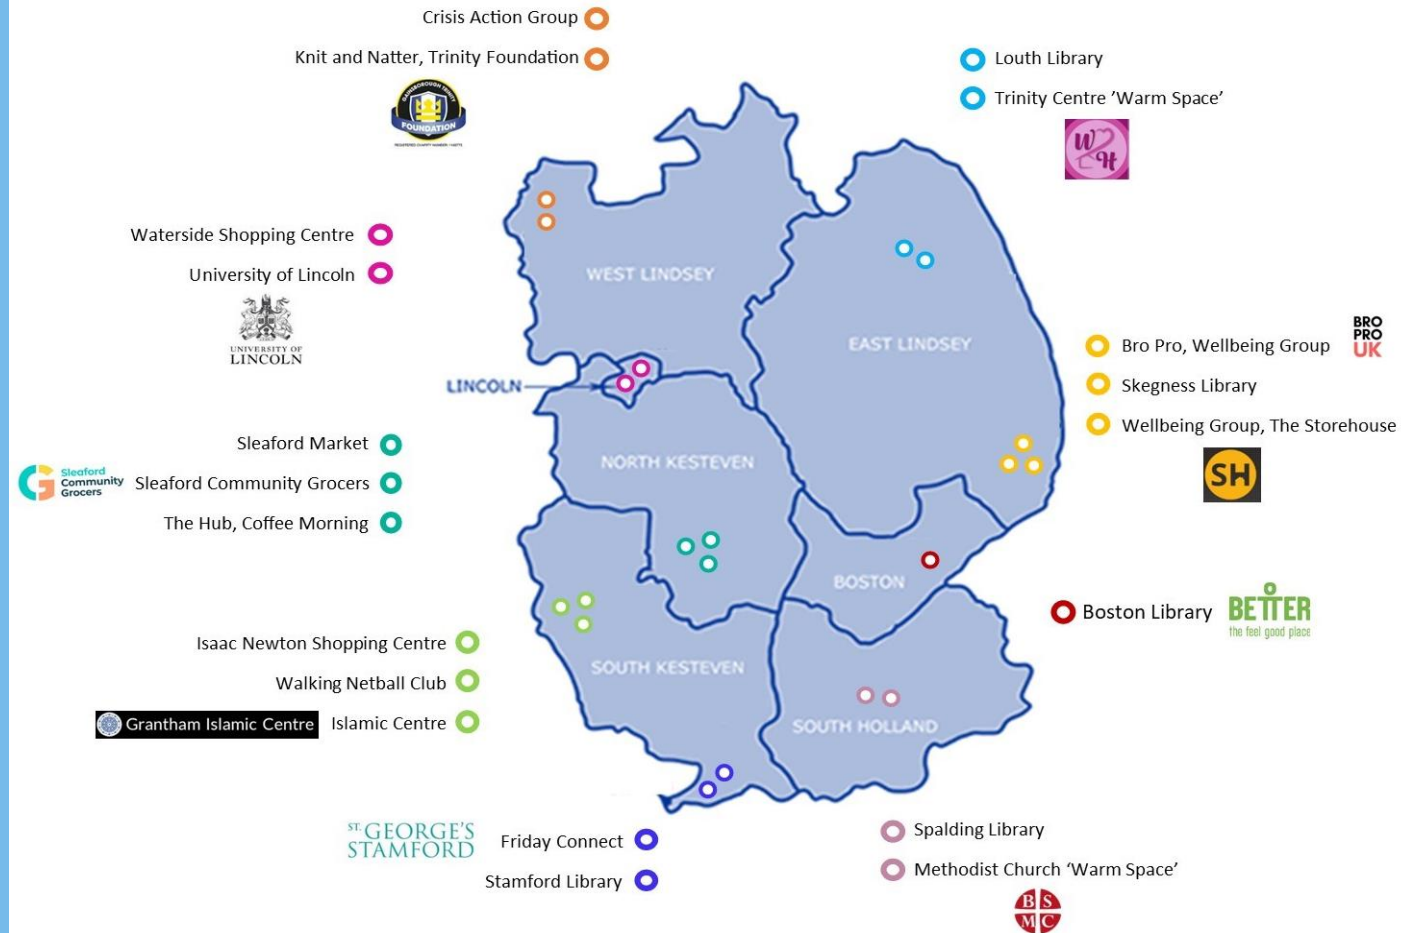 Crisis Action Group
Knit and Natter, Trinity Foundation
GAINSBOROUGH TRINITY
FOUNDATION
Louth Library
Trinity Centre ’Warm Space’
W
H
Waterside Shopping Centre
University of Lincoln
UNIVERSITY OF
LINCOLN
WEST LINDSEY
EAST LINDSEY
LINCOLN
BRO
PRO
UK
Bro Pro, Wellbeing Group
Skegness Library
Wellbeing Group, The Storehouse
SH
Sleaford Market
Sleaford
Community
Grocers
Sleaford Community Grocers
The Hub, Coffee Morning
NORTH KESTEVEN
BOSTON
Boston Library
BETTER
the feel good place
Isaac Newton Shopping Centre
Walking Netball Club
Grantham Islamic Centre
Islamic Centre
SOUTH KESTEVEN
SOUTH HOLLAND
ST. GEORGE'S
STAMFORD
Friday Connect
Stamford Library
Spalding Library
Methodist Church ‘Warm Space’
B S
M C